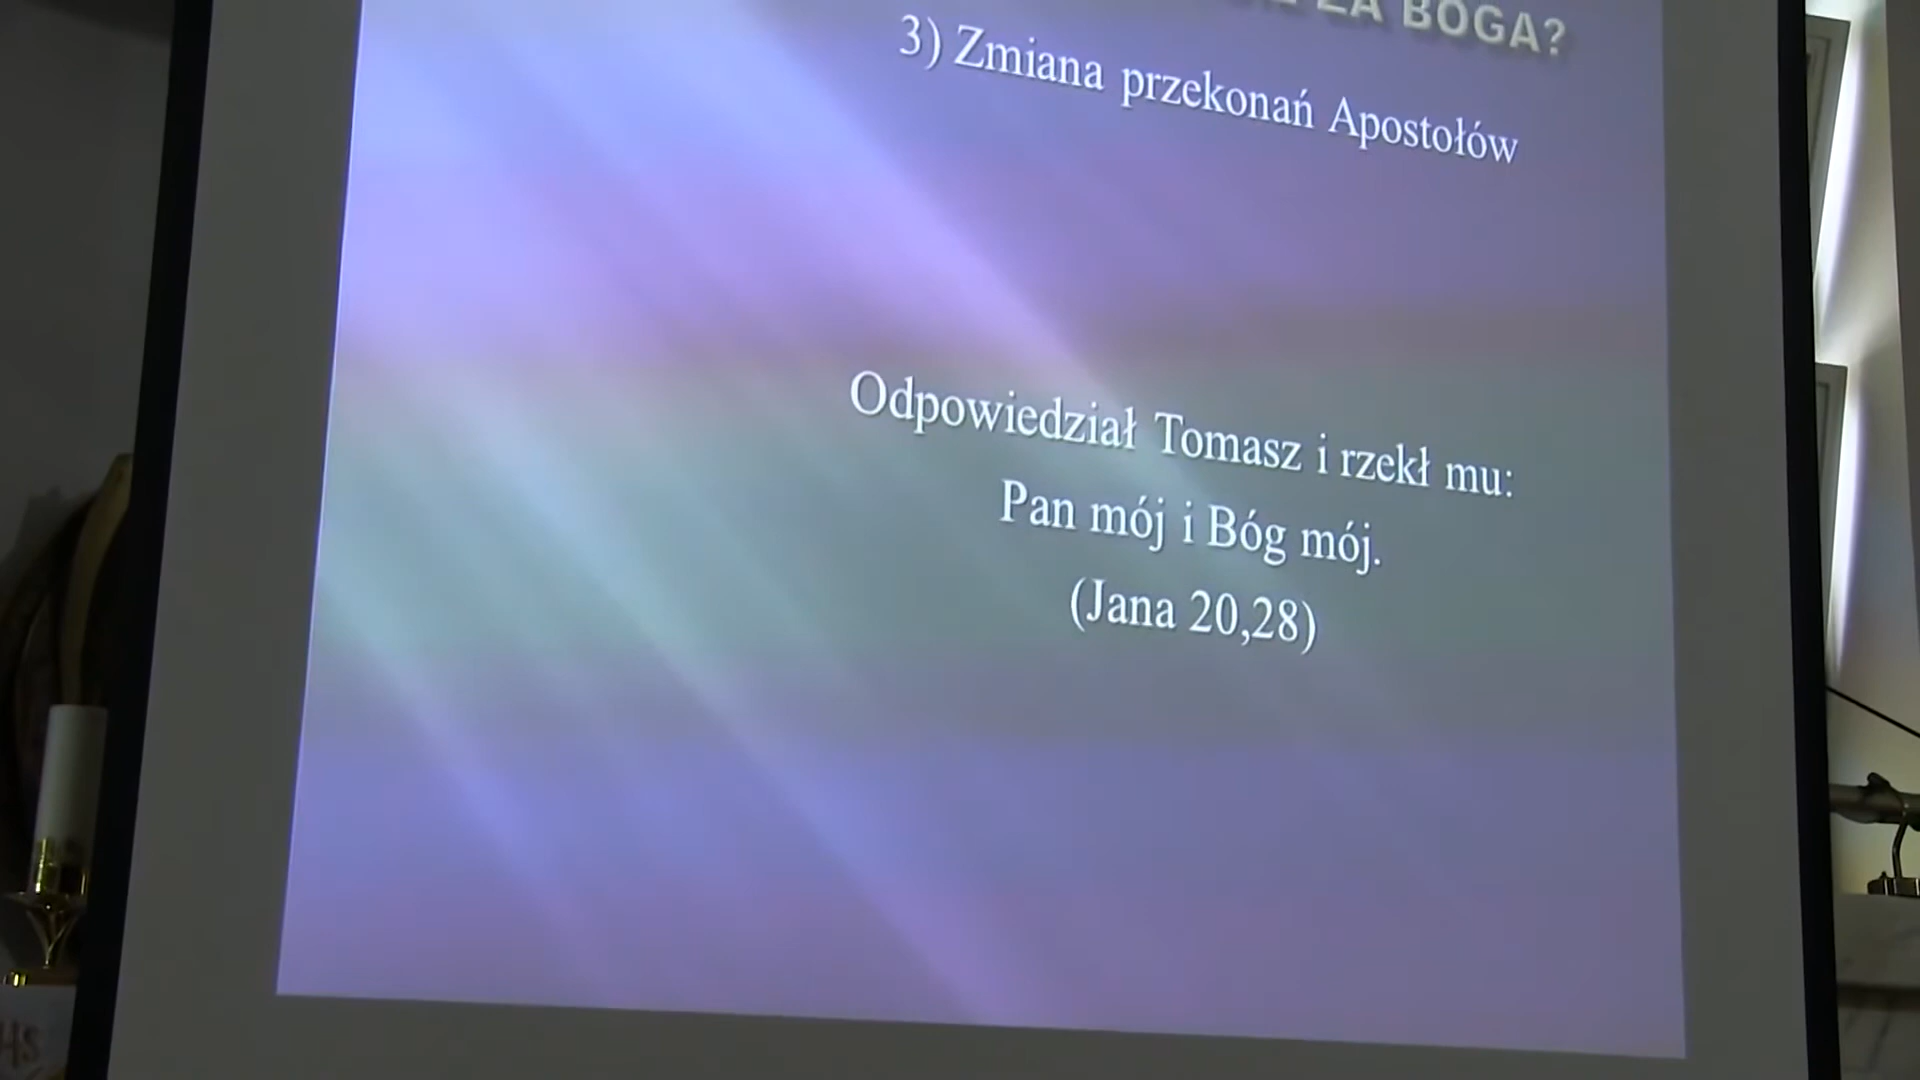 ZA BOGA?
3) Zmiana przekonań Apostołów
Odpowiedział Tomasz i rzekł mu:
Pan mój i Bóg mój.
(Jana 20,28)